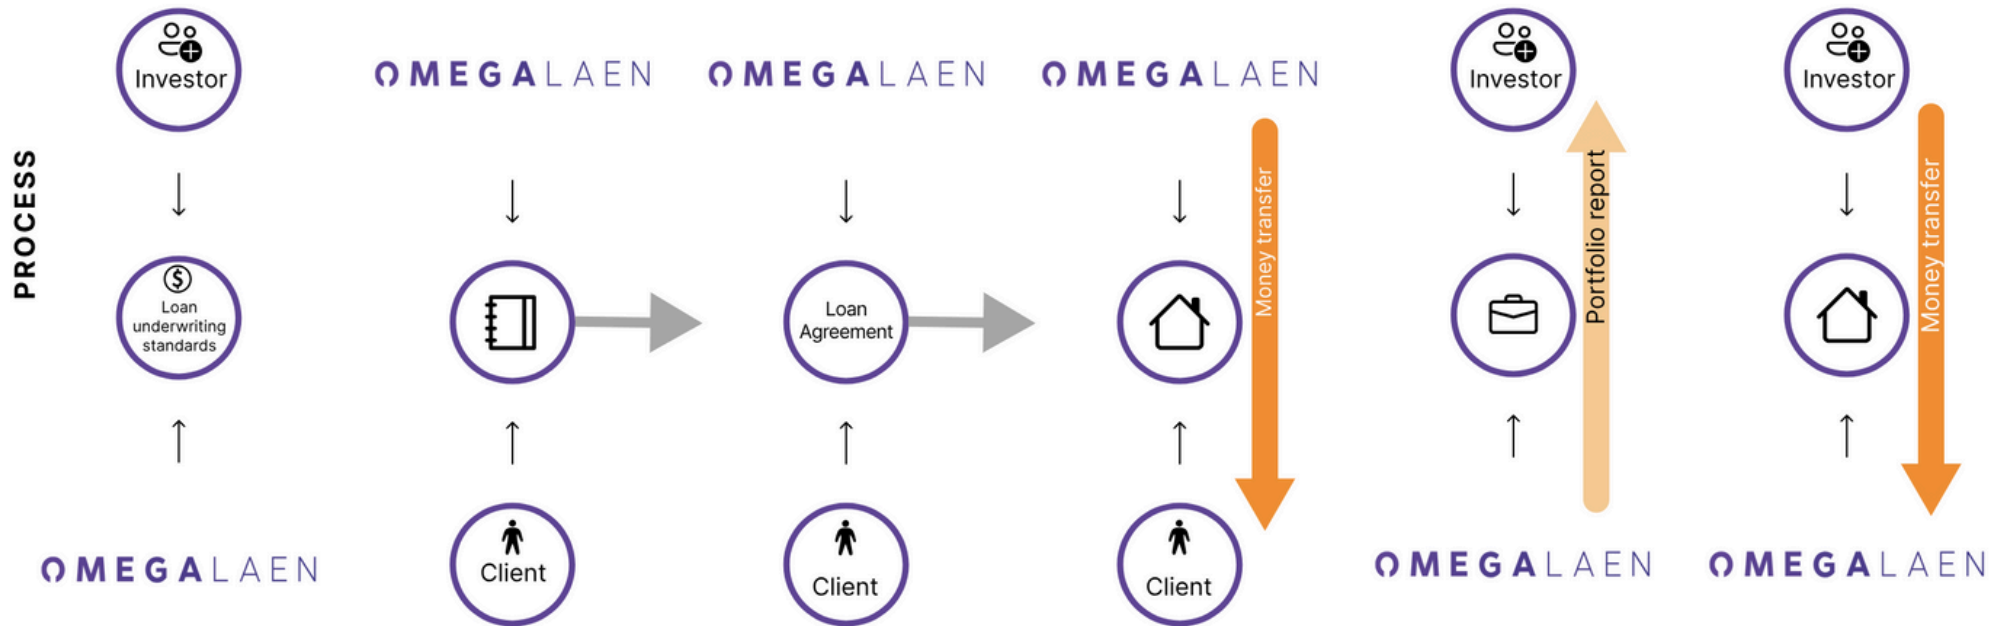 PROCESS
Investor
$
Loan
underwriting
standards
OMEGALAEN
OMEGALAEN
Client
OMEGALAEN
Loan
Agreement
Client
OMEGALAEN
Money transfer
Client
Investor
Portfolio report
OMEGALAEN
Investor
Money transfer
OMEGALAEN